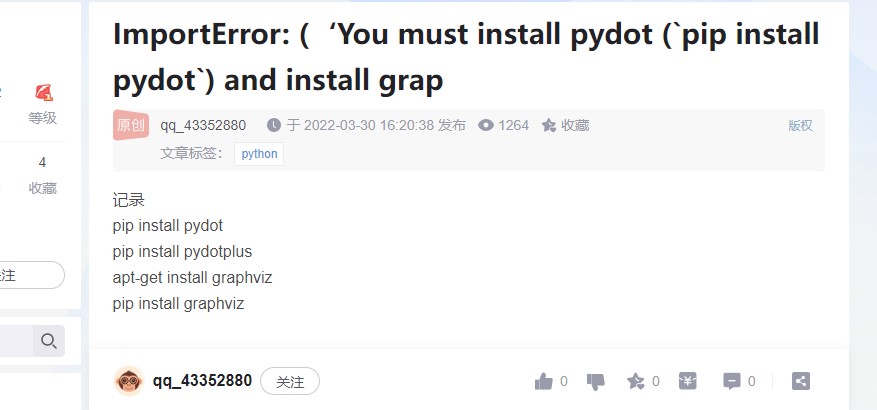 ImportError: (‘You must install pydot (`pip install
pydot`) and install grap
原创 qq_43352880 于 2022-03-30 16:20:38 发布 1264 收藏 版权
文章标签： python
等级
4
收藏
记录
pip install pydot
pip install pydotplus
apt-get install graphviz
pip install graphviz
注
qq_43352880 关注 0 0 0